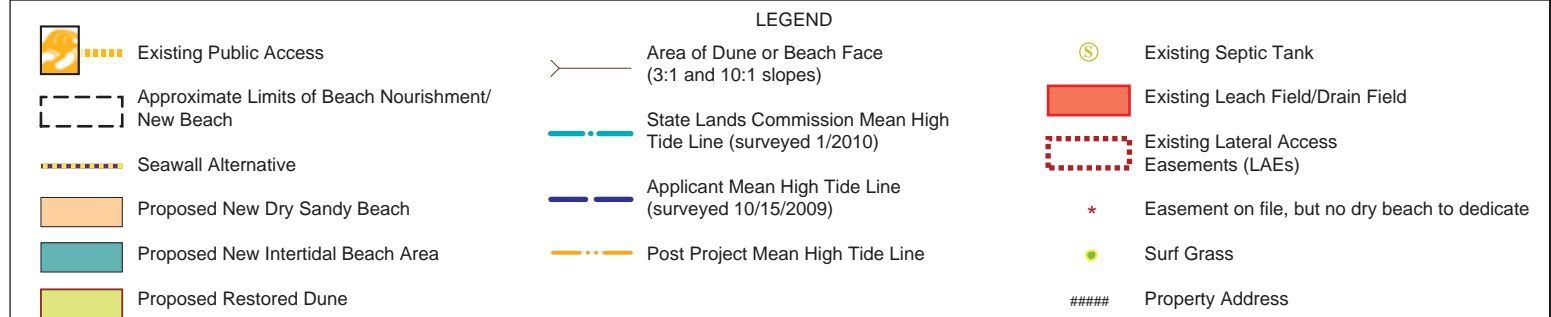 LEGEND
Existing Public Access
Approximate Limits of Beach Nourishment/
New Beach
Seawall Alternative
Proposed New Dry Sandy Beach
Proposed New Intertidal Beach Area
Proposed Restored Dune
Area of Dune or Beach Face
(3:1 and 10:1 slopes)
State Lands Commission Mean High
Tide Line (surveyed 1/2010)
Applicant Mean High Tide Line
(surveyed 10/15/2009)
Post Project Mean High Tide Line
S Existing Septic Tank
Existing Leach Field/Drain Field
Existing Lateral Access
Easements (LAEs)
* Easement on file, but no dry beach to dedicate
Surf Grass
##### Property Address